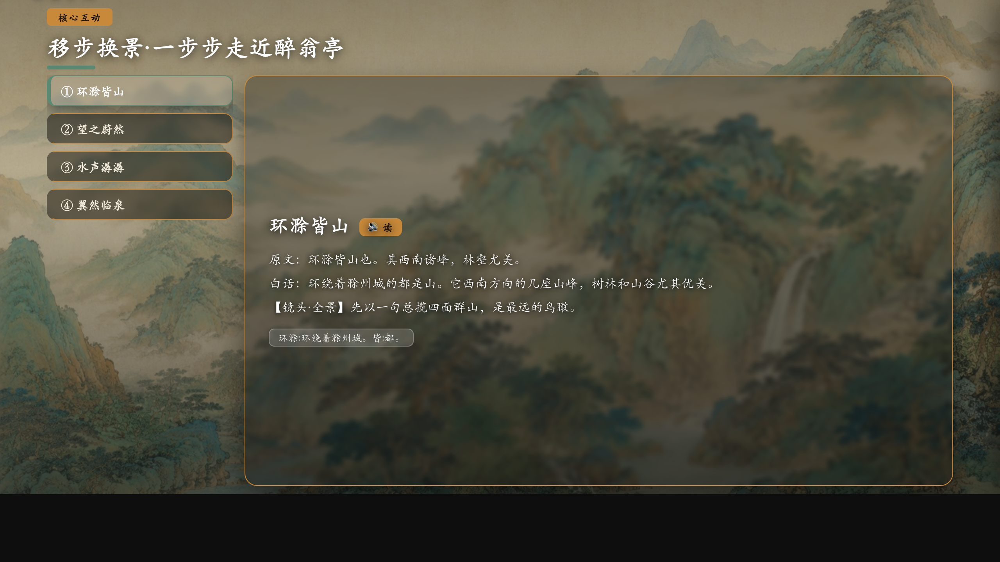 核心互动
移步换景·一步步走近醉翁亭
① 环滁皆山
② 望之蔚然
③ 水声潺潺
④ 翼然临泉
环滁皆山
读
原文：环滁皆山也。其西南诸峰，林壑尤美。
白话：环绕着滁州城的都是山。它西南方向的几座山峰，树林和山谷尤其优美。
【镜头·全景】先以一句总揽四面群山，是最远的鸟瞰。
环滁:环绕着滁州城。皆:都。